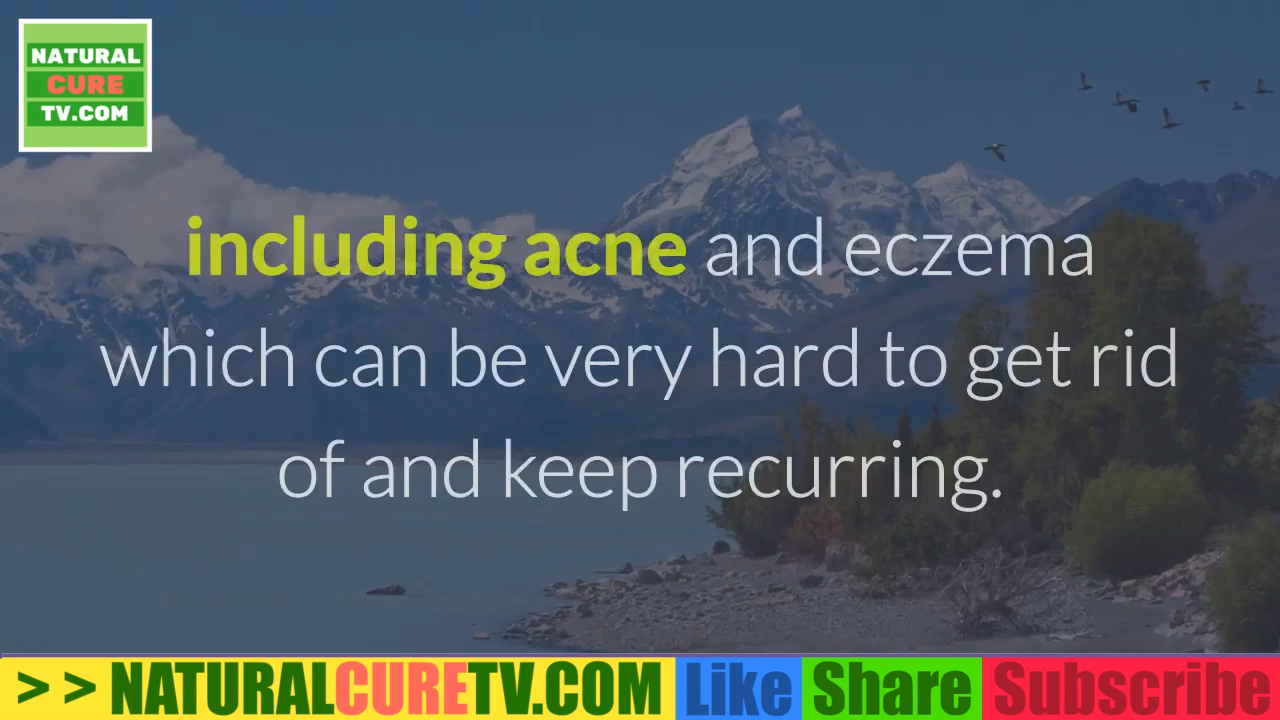 NATURAL
CURE
TV.COM
including acne and eczema
which can be very hard to get rid
of and keep recurring.
> > NATURALCURETV.COM Like Share Subscribe